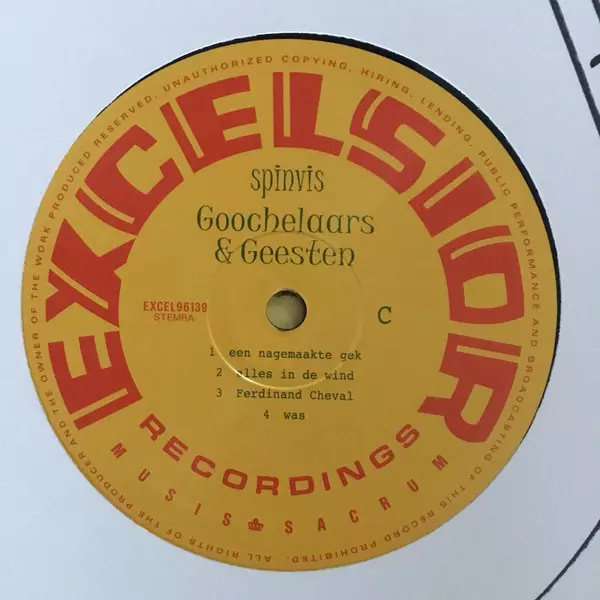 ALL RIGHTS OF THE PRODUCER AND THE OWNER OF THE WORK PRODUCED RESERVED. UNAUTHORIZED COPYING, HIRING, LENDING, PUBLIC PERFORMANCE AND BROADCASTING OF THIS RECORD PROHIBITED.
EXCELSIOR
spinvis
Goochelaars
& Geesten
EXCEL96139
STEMRA
C
1 een nagemaakte gek
2 alles in de wind
3 Ferdinand Cheval
4 was
RECORDINGS
MUSIS SACRUM